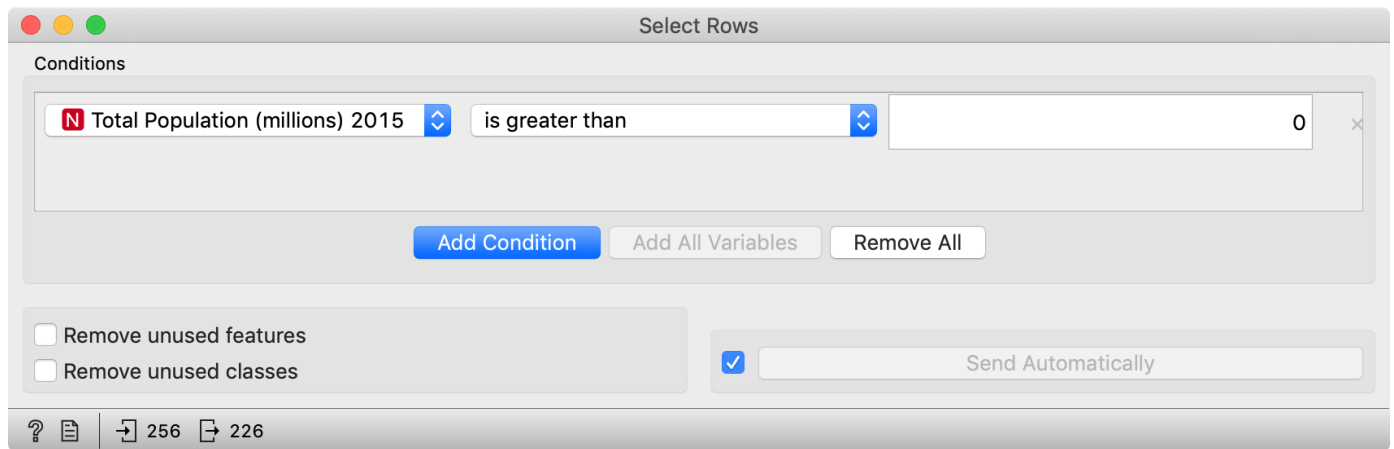 Select Rows
Conditions
N Total Population (millions) 2015 is greater than 0 ×
Add Condition Add All Variables Remove All
Remove unused features
Remove unused classes
Send Automatically
? 256 226